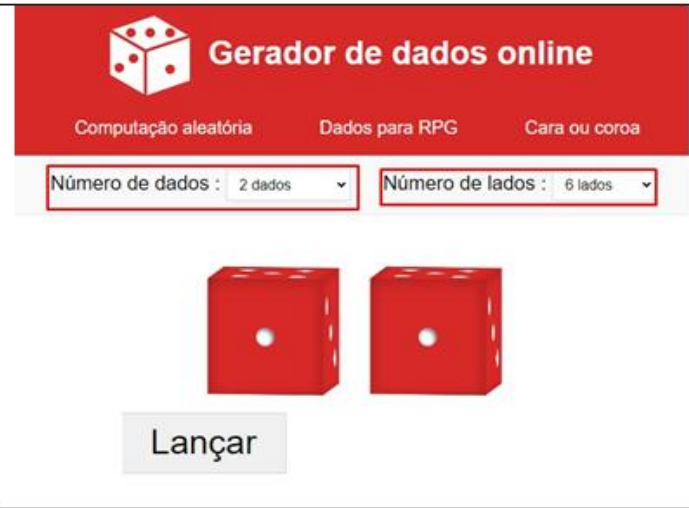 Gerador de dados online
Computação aleatória Dados para RPG Cara ou coroa
Número de dados : 2 dados Número de lados : 6 lados
Lançar